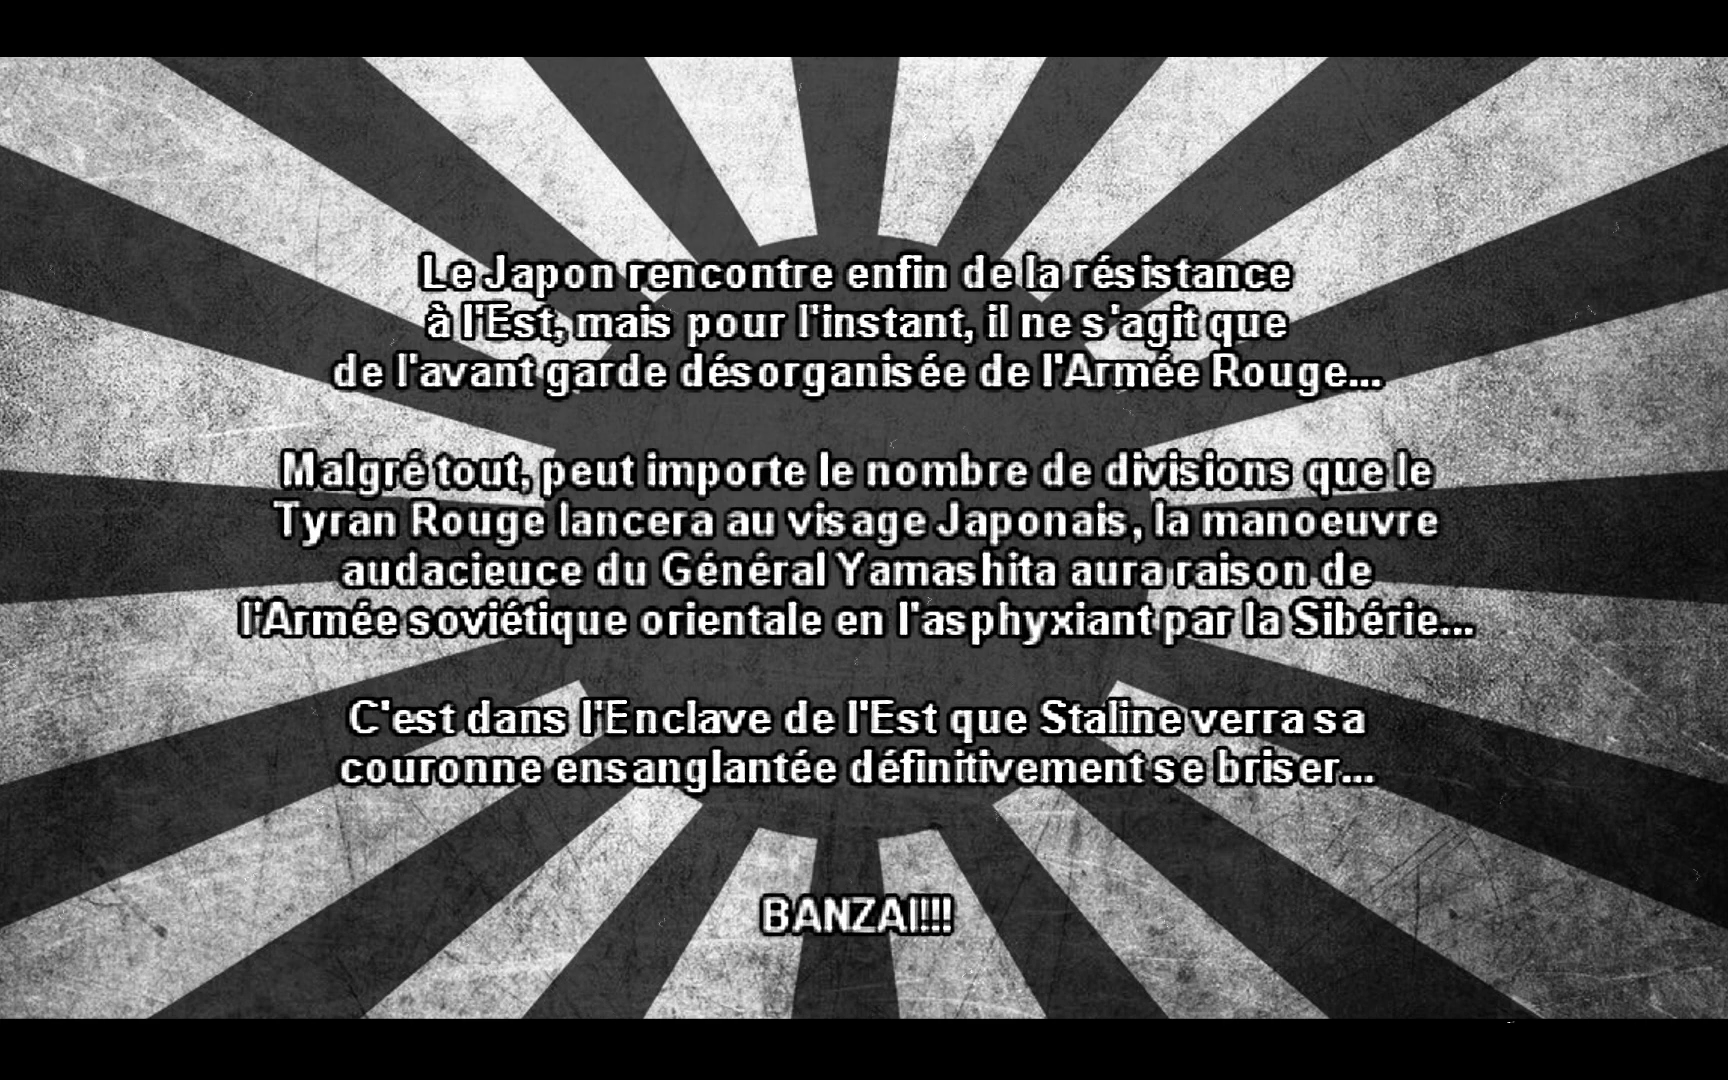 Le Japon rencontre enfin de la résistance
à l'Est, mais pour l'instant, il ne s'agit que
de l'avant garde désorganisée de l'Armée Rouge...
Malgré tout, peut importe le nombre de divisions que le
Tyran Rouge lancera au visage Japonais, la manoeuvre
audacieuce du Général Yamashita aura raison de
l'Armée soviétique orientale en l'asphyxiant par la Sibérie...
C'est dans l'Enclave de l'Est que Staline verra sa
couronne ensanglantée définitivement se briser...
BANZAI!!!